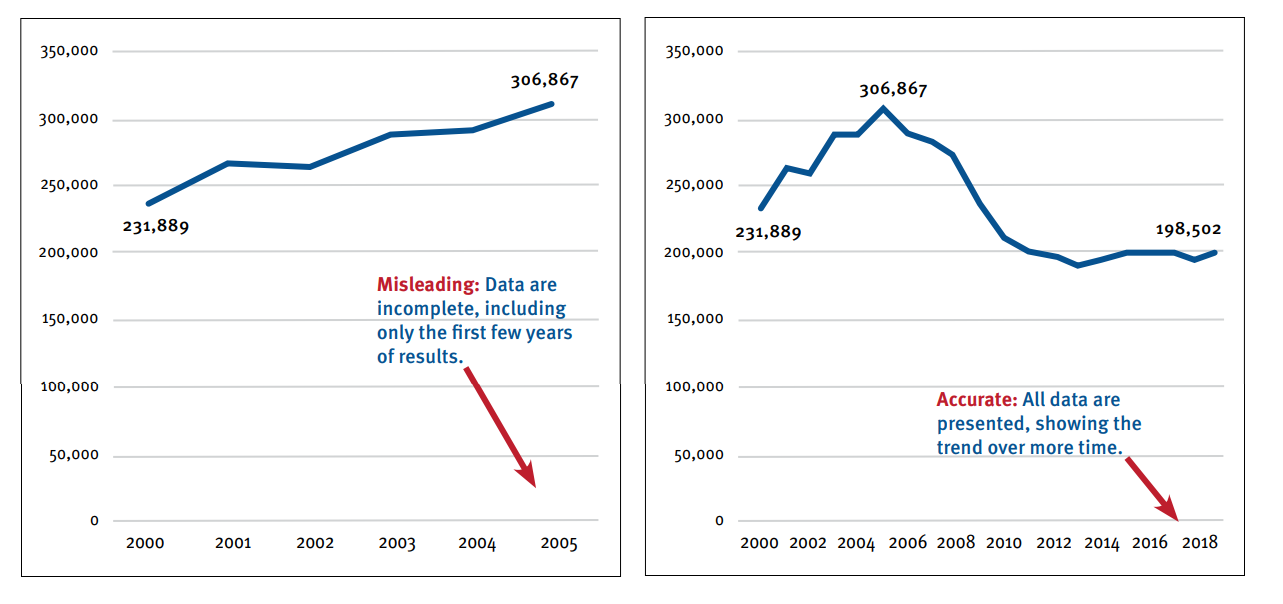 350,000
300,000
250,000
200,000
150,000
100,000
50,000
0
306,867
231,889
Misleading: Data are
incomplete, including
only the first few years
of results.
2000 2001 2002 2003 2004 2005
350,000
300,000
250,000
200,000
150,000
100,000
50,000
0
306,867
231,889
198,502
Accurate: All data are
presented, showing the
trend over more time.
2000 2002 2004 2006 2008 2010 2012 2014 2016 2018